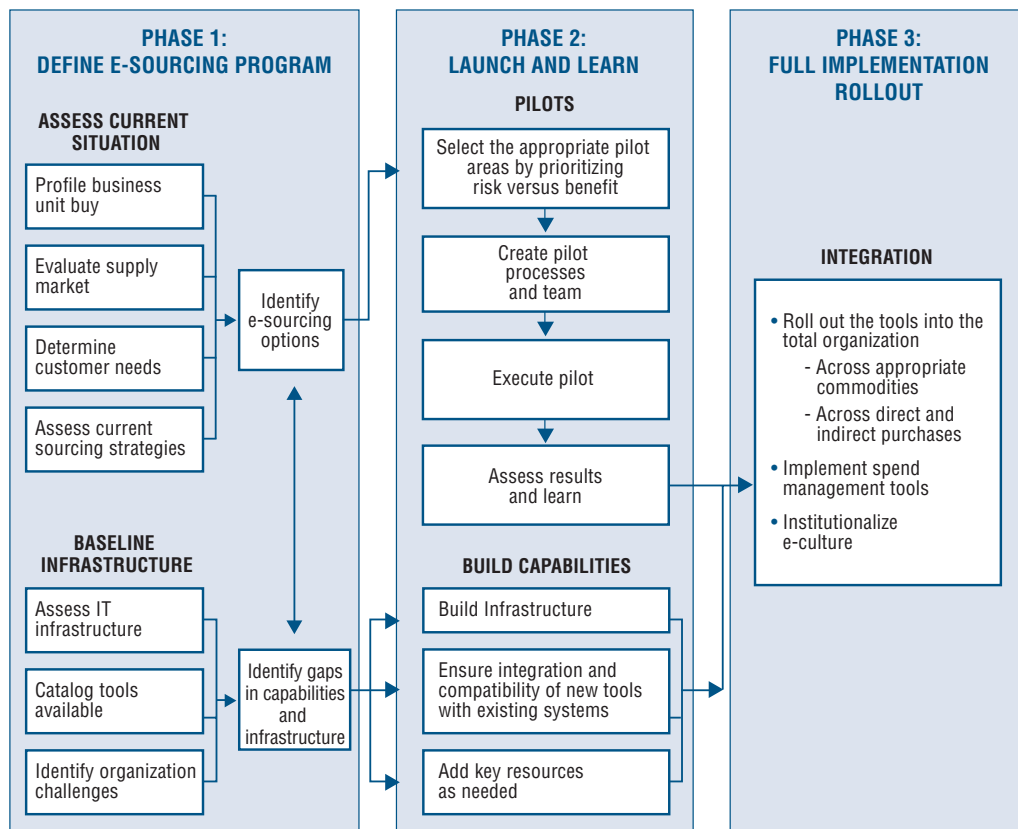 PHASE 1:
DEFINE E-SOURCING PROGRAM
ASSESS CURRENT
SITUATION
Profile business
unit buy
Evaluate supply
market
Determine
customer needs
Assess current
sourcing strategies
Identify
e-sourcing
options
BASELINE
INFRASTRUCTURE
Assess IT
infrastructure
Catalog tools
available
Identify organization
challenges
Identify gaps
in capabilities
and
infrastructure
PHASE 2:
LAUNCH AND LEARN
PILOTS
Select the appropriate pilot
areas by prioritizing
risk versus benefit
Create pilot
processes
and team
Execute pilot
Assess results
and learn
BUILD CAPABILITIES
Build Infrastructure
Ensure integration and
compatibility of new tools
with existing systems
Add key resources
as needed
PHASE 3:
FULL IMPLEMENTATION
ROLLOUT
INTEGRATION
• Roll out the tools into the
total organization
- Across appropriate
commodities
- Across direct and
indirect purchases
• Implement spend
management tools
• Institutionalize
e-culture